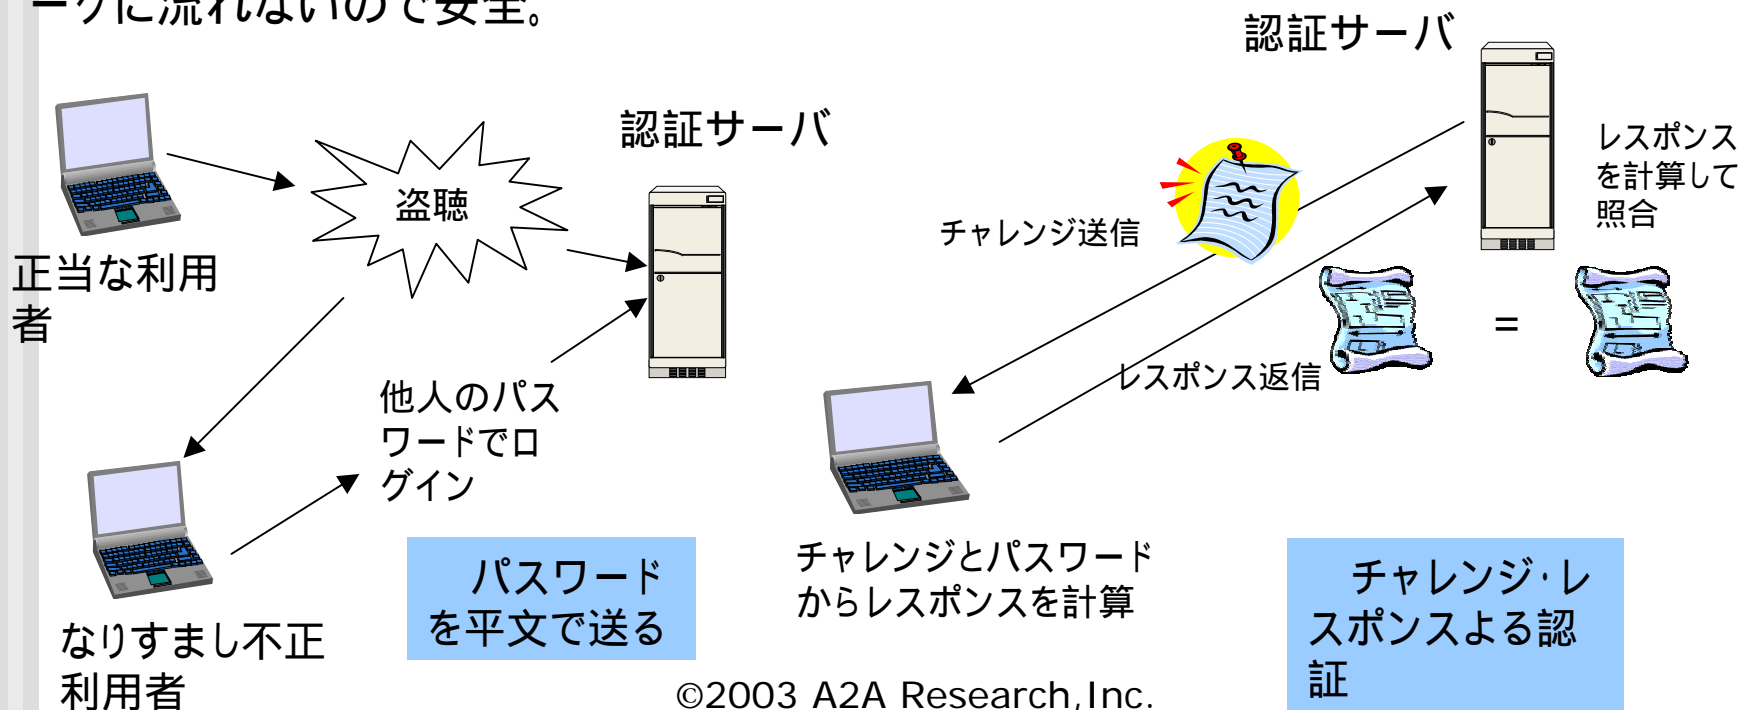 ークに流れないので安全。
認証サーバ
認証サーバ
盗聴
レスポンス
を計算して
照合
チャレンジ送信
正当な利用
者
=
レスポンス返信
他人のパス
ワードでロ
グイン
チャレンジとパスワード
からレスポンスを計算
パスワード
を平文で送る
チャレンジ・レ
スポンスよる認
証
なりすまし不正
利用者
©2003 A2A Research,Inc.